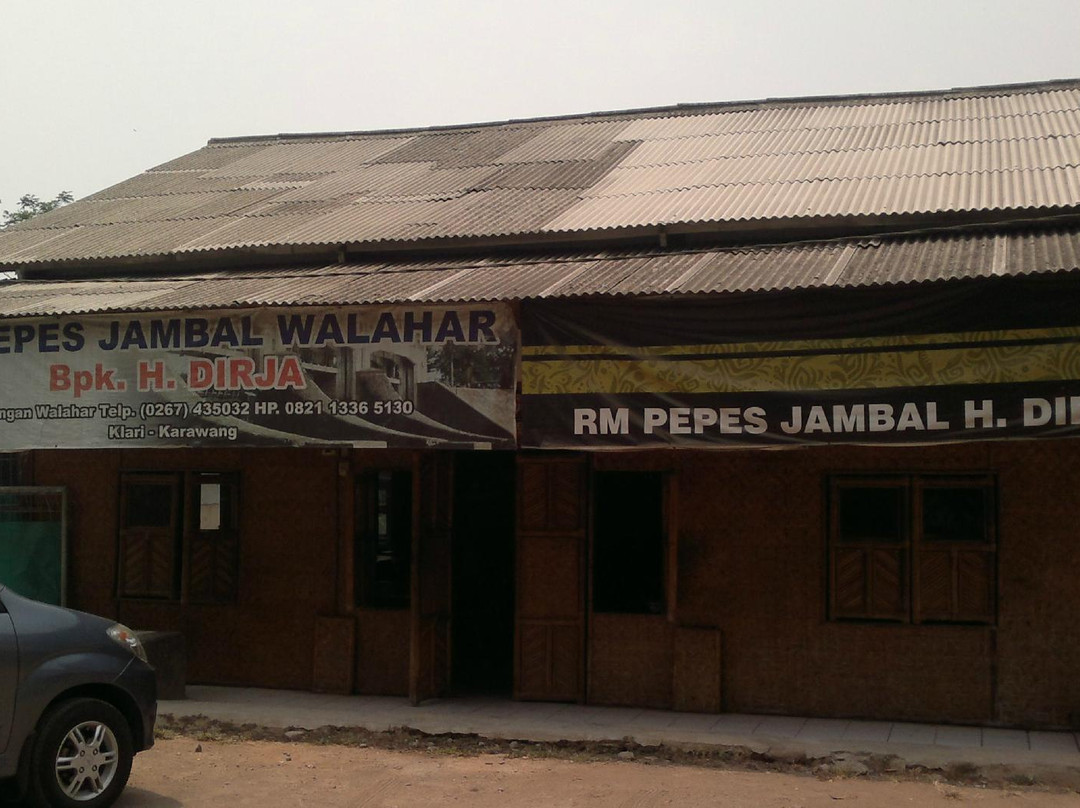 EPES JAMBAL WALAHAR
Bpk. H. DIRJA
ngan Walahar Telp. (0267) 435032 HP. 0821 1336 5130
Klari - Karawang
RM PEPES JAMBAL H. DI